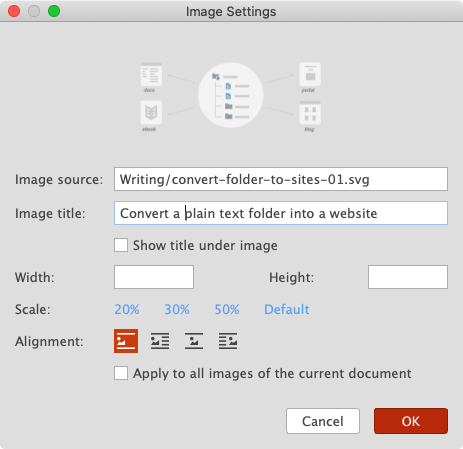 Image Settings
docs
portal
ebook
blog
Image source: Writing/convert-folder-to-sites-01.svg
Image title: Convert a plain text folder into a website
Show title under image
Width: Height:
Scale: 20% 30% 50% Default
Alignment:
Apply to all images of the current document
Cancel OK